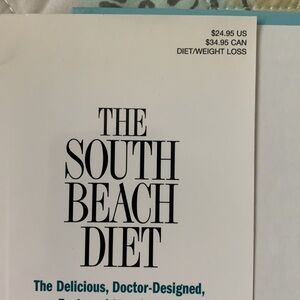 $24.95 US
$34.95 CAN
DIET/WEIGHT LOSS
THE
SOUTH
BEACH
DIET
The Delicious, Doctor-Designed,